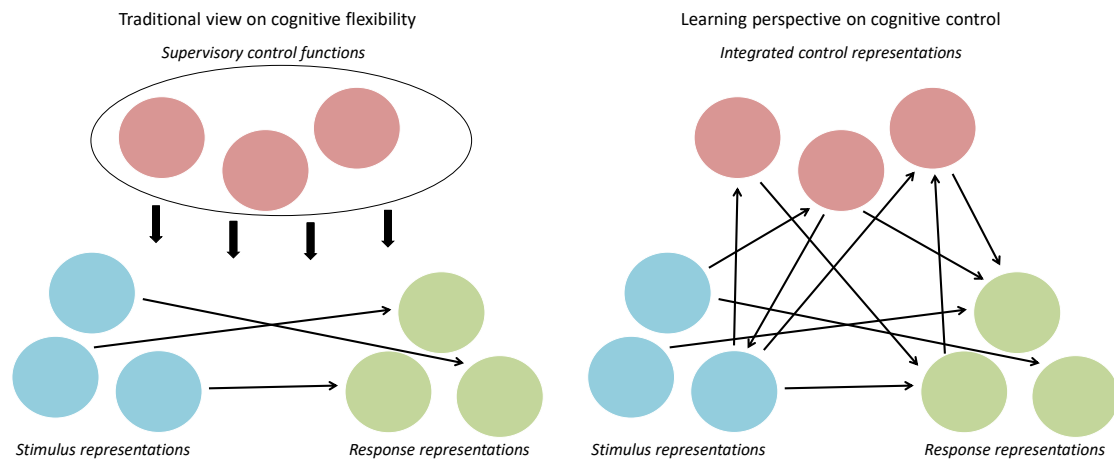 Traditional view on cognitive flexibility
Supervisory control functions
Stimulus representations
Response representations
Learning perspective on cognitive control
Integrated control representations
Stimulus representations
Response representations